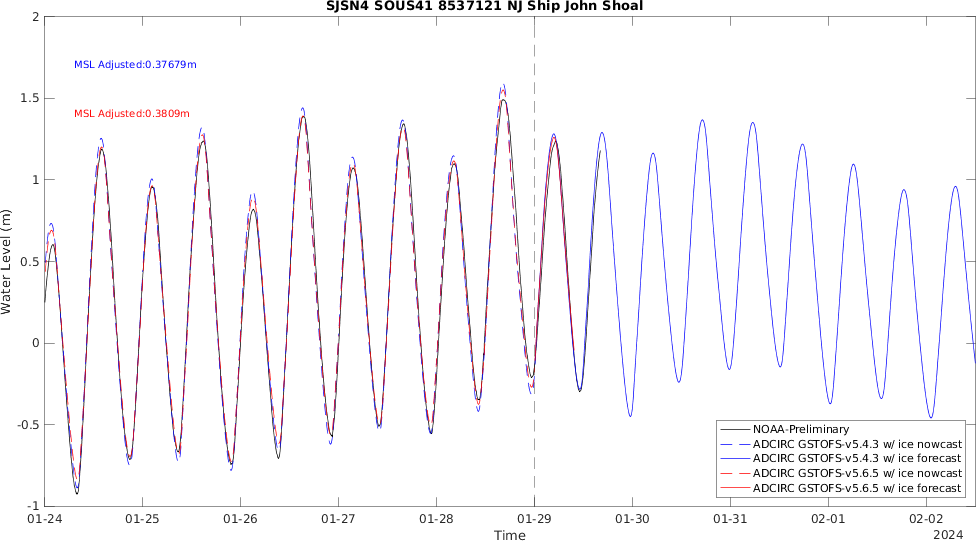 SJSN4 SOUS41 8537121 NJ Ship John Shoal
2
1.5
1
0.5
0
-0.5
-1
Water Level (m)
MSL Adjusted:0.37679m
MSL Adjusted:0.3809m
NOAA-Preliminary
ADCIRC GSTOFS-v5.4.3 w/ ice nowcast
ADCIRC GSTOFS-v5.4.3 w/ ice forecast
ADCIRC GSTOFS-v5.6.5 w/ ice nowcast
ADCIRC GSTOFS-v5.6.5 w/ ice forecast
01-24 01-25 01-26 01-27 01-28 01-29 01-30 01-31 02-01 02-02
Time
2024